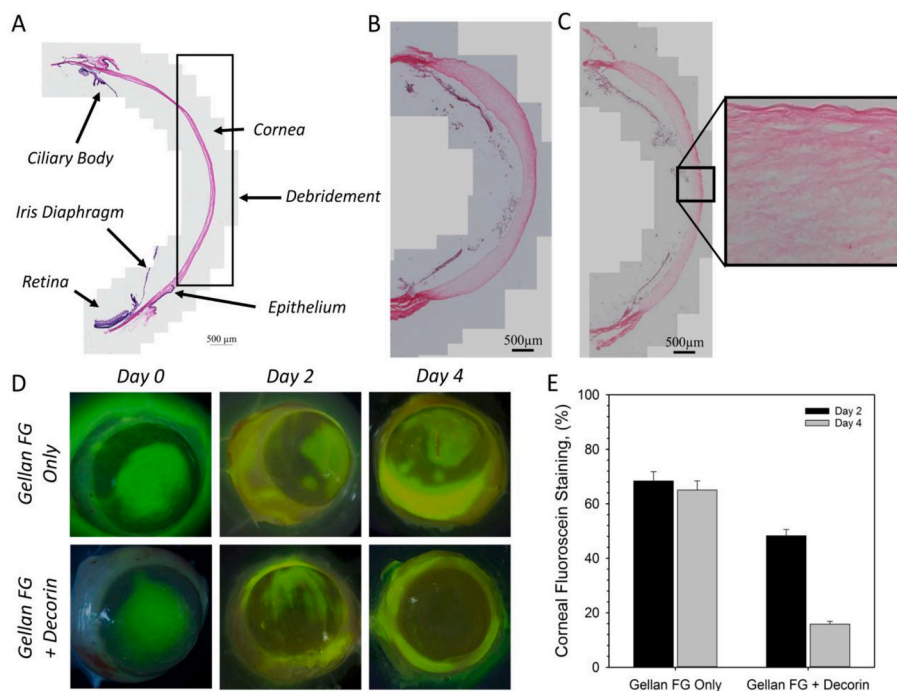 A
Ciliary Body
Iris Diaphragm
Retina
Cornea
Debridement
Epithelium
500 µm
B
500µm
C
500µm
D
Day 0
Day 2
Day 4
Gellan FG
Only
Gellan FG
+ Decorin
E
Corneal Fluoroscein Staining, (%)
100
80
60
40
20
0
Day 2
Day 4
Gellan FG Only
Gellan FG + Decorin